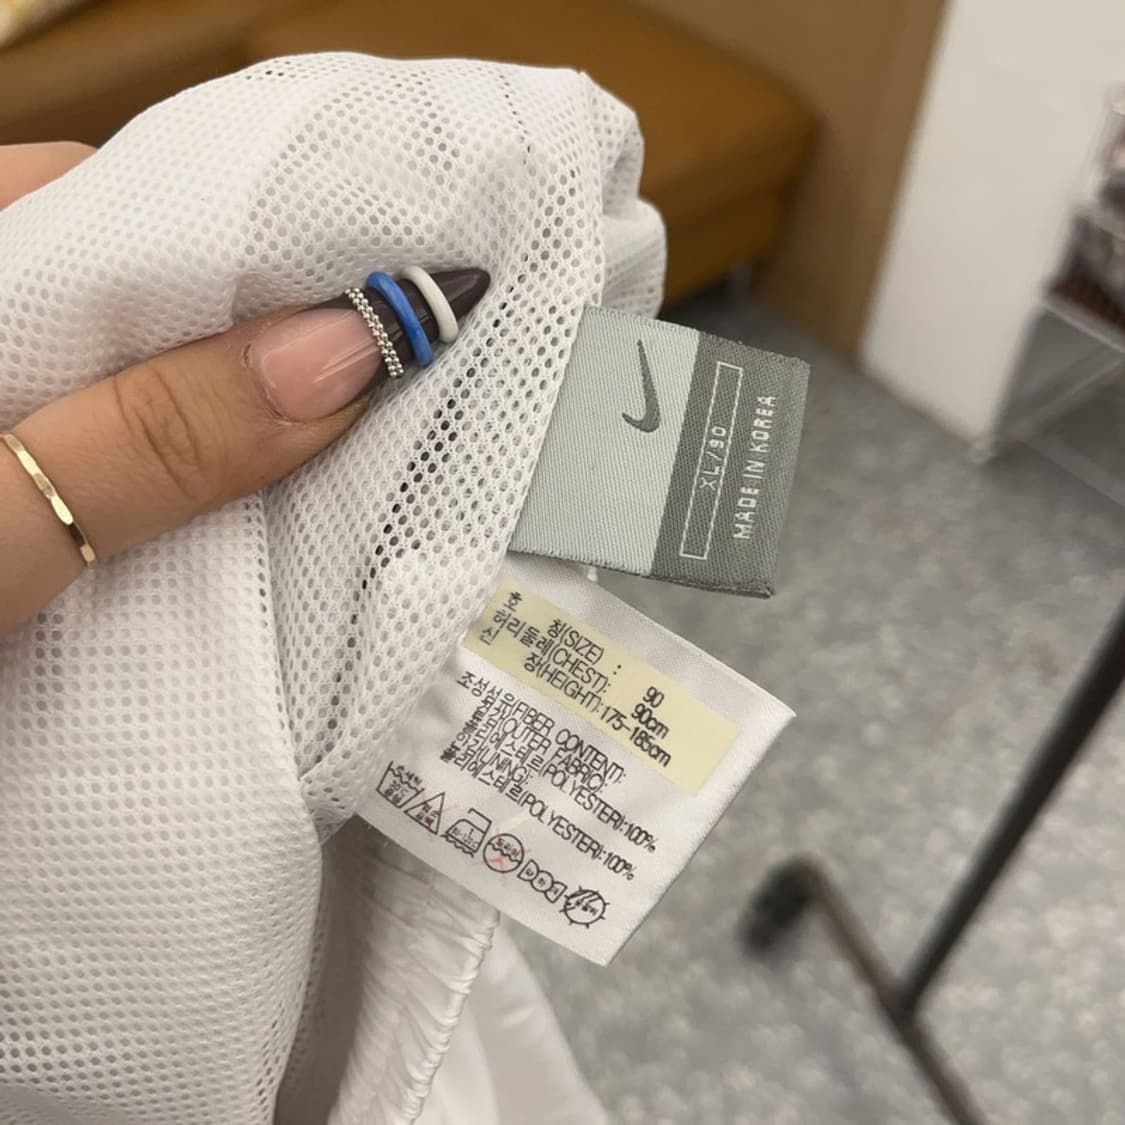 XL/90
MADE IN KOREA
호 칭(SIZE) : 90
허리둘레(CHEST): 90cm
신 장(HEIGHT): 175-185cm
조성섬유(FIBER CONTENT):
겉감(OUTER FABRIC):
폴리에스테르(POLYESTER):100%
안감(LINING):
폴리에스테르(POLYESTER):100%